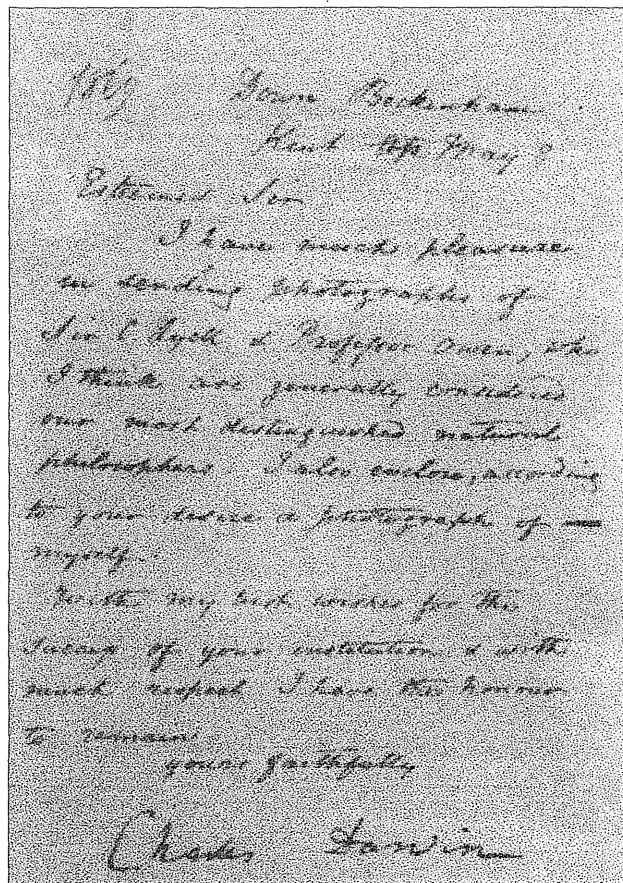 Down Beckenham
Kent May 7
Esteemed Sir
I have much pleasure
in sending photographs of
Sir C Lyell & Professor Owen, who
I think are generally considered
our most distinguished natural
philosophers. I also enclose, according
to your desire a photograph of —
myself.
With my best wishes for the
success of your institution & with
much respect I have the honour
to remain
yours faithfully
Charles Darwin